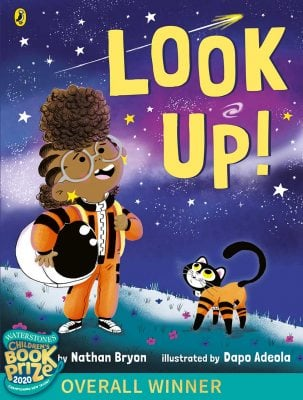 LOOK
UP!
by Nathan Bryon
illustrated by Dapo Adeola
WATERSTONES
CHILDREN'S
BOOK
PRIZE
2020
OVERALL WINNER